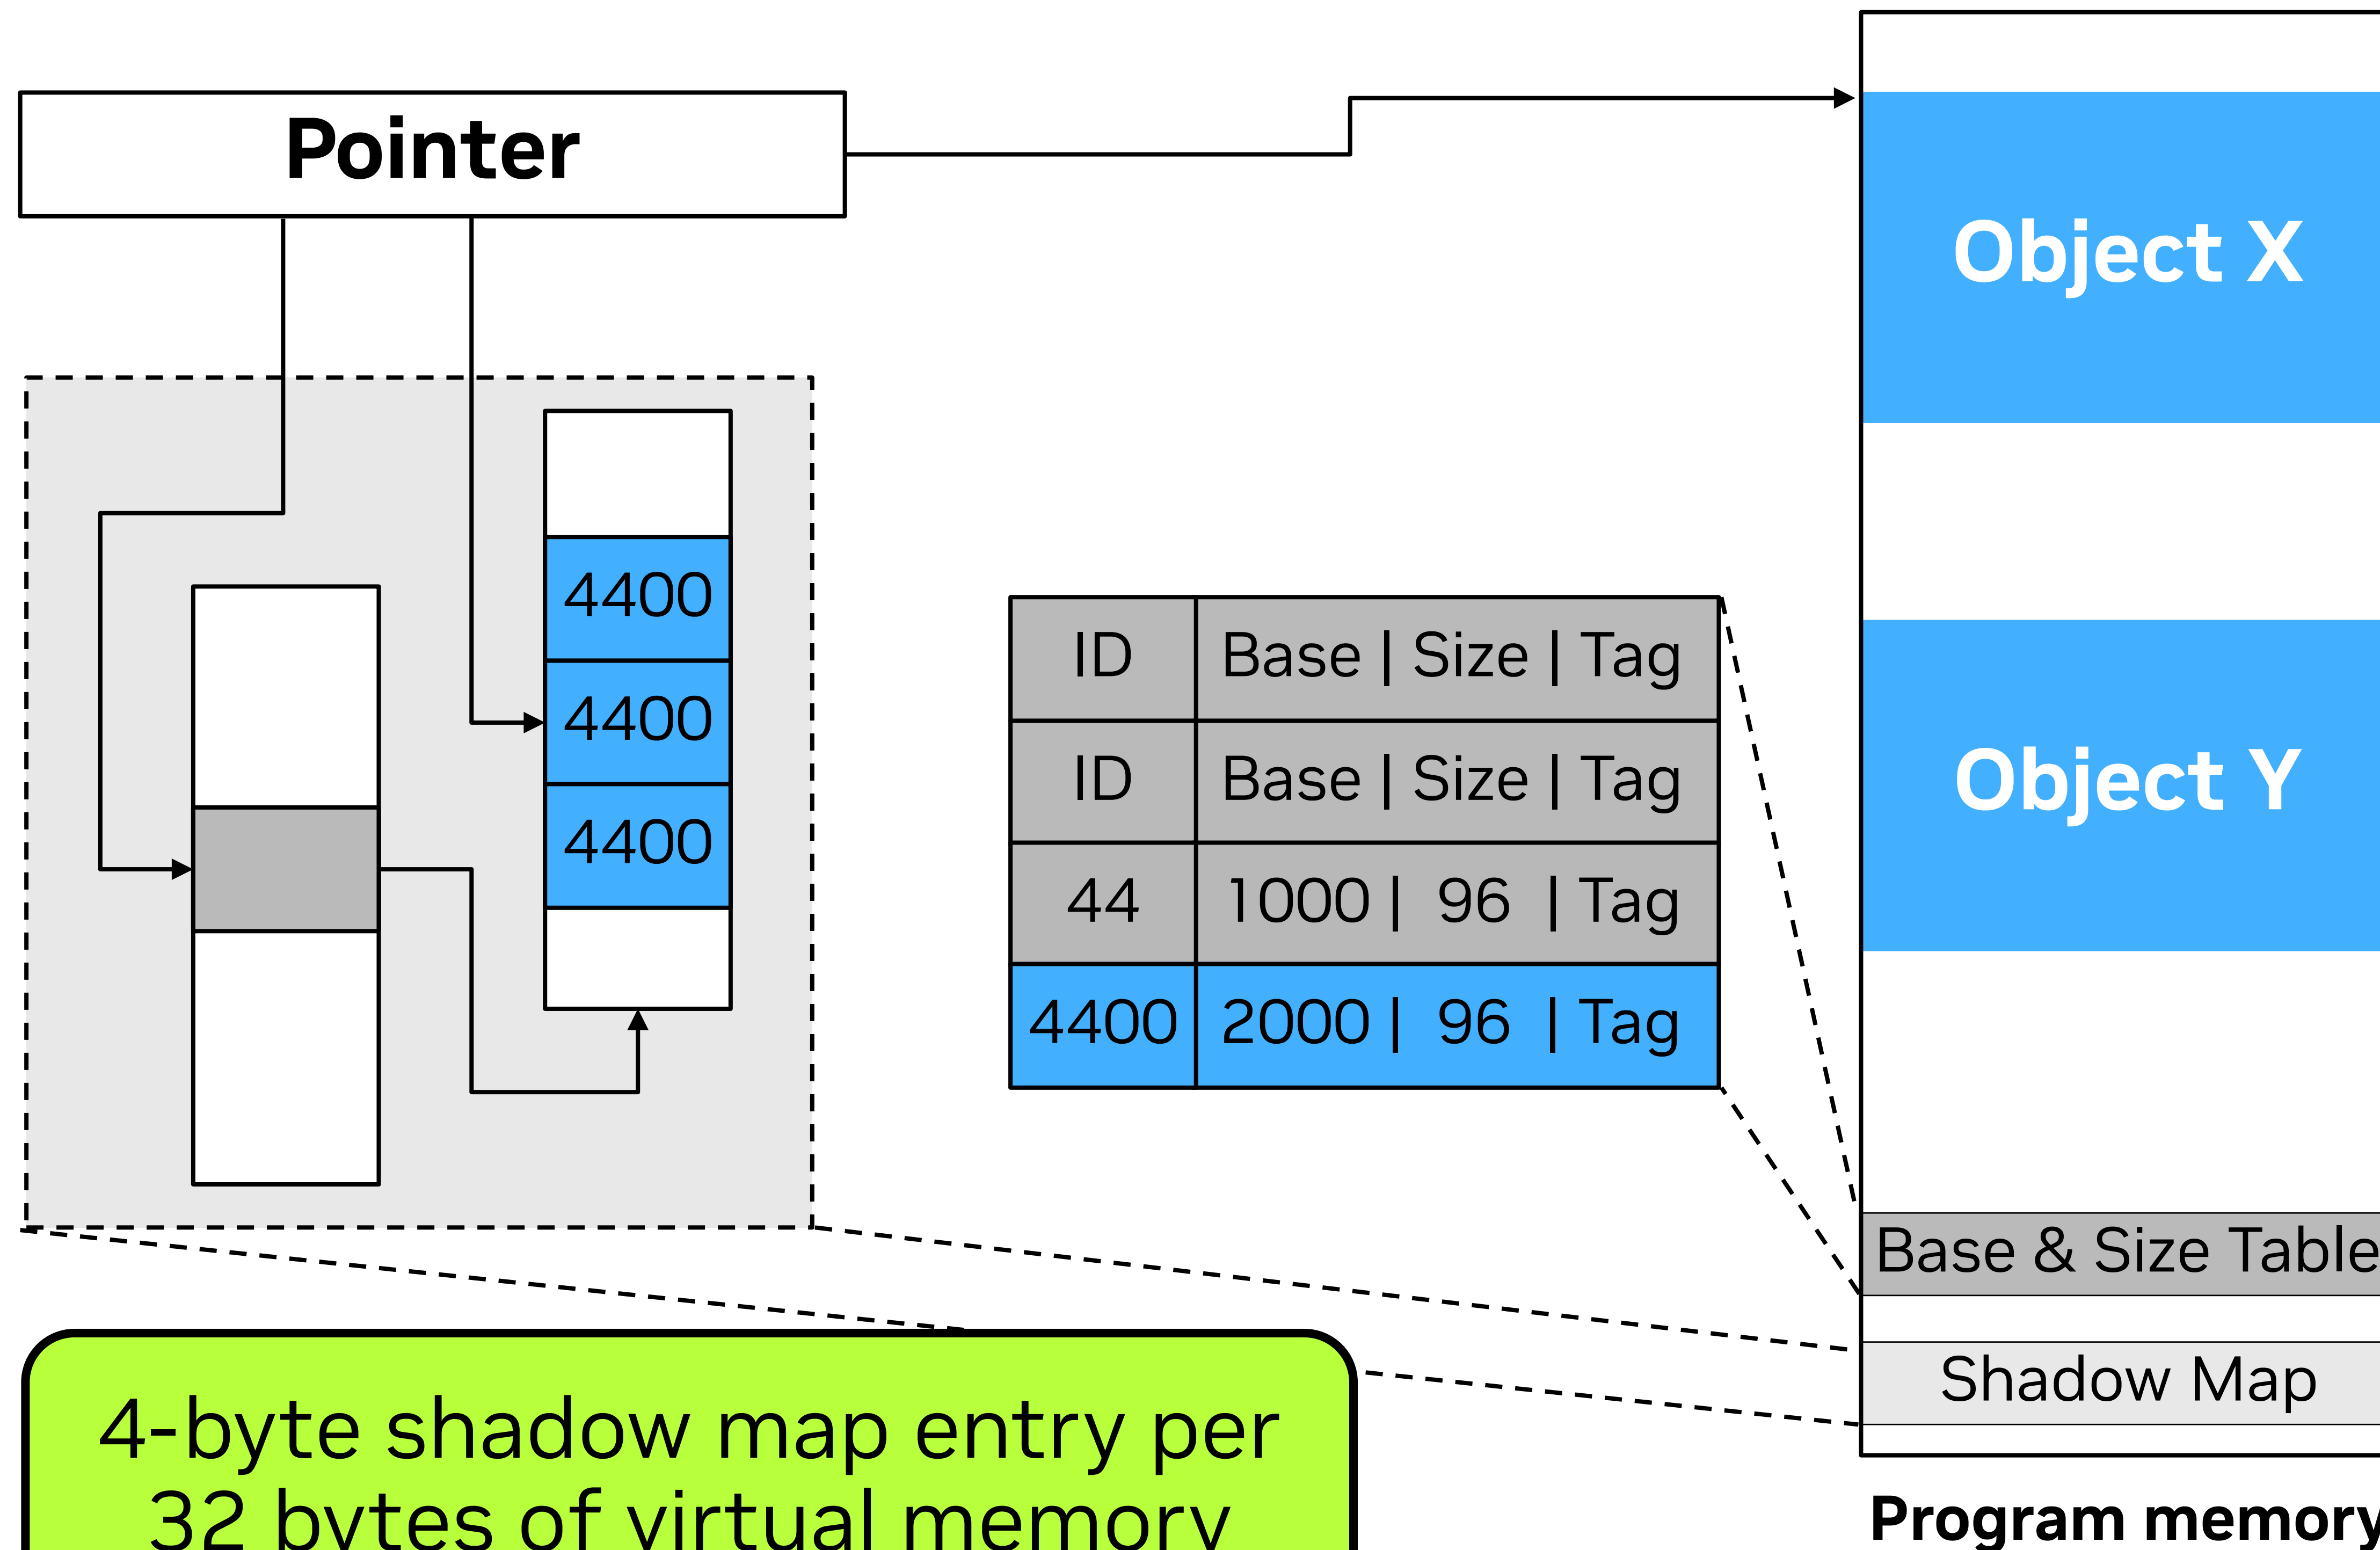 Pointer
Object X
4400
4400
4400
ID Base | Size | Tag
ID Base | Size | Tag
44 1000 | 96 | Tag
4400 2000 | 96 | Tag
Object Y
Base & Size Table
Shadow Map
4-byte shadow map entry per
32 bytes of virtual memory
Program memory